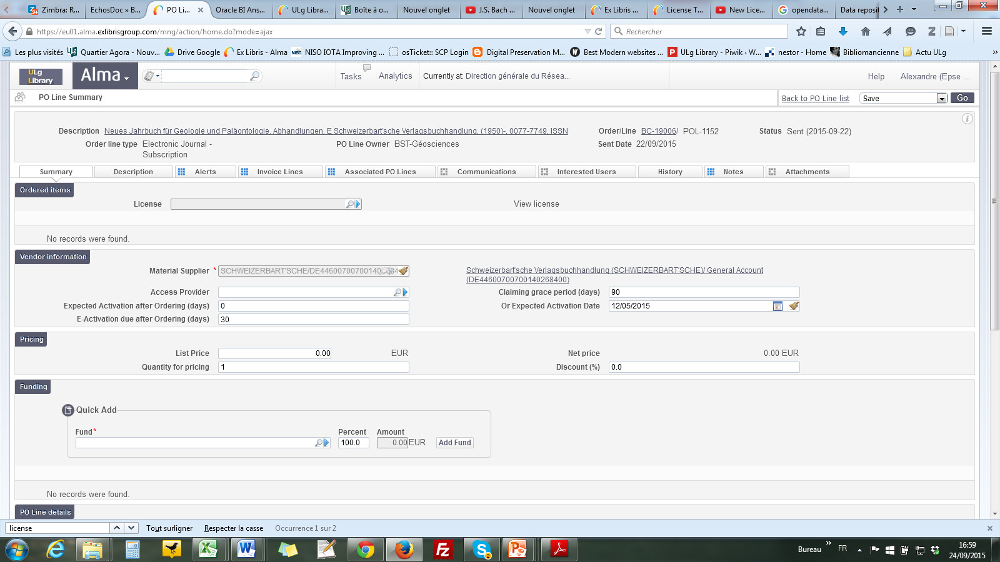 Zimbra: R...
EchosDoc » B...
PO Li...
Oracle BI Ans...
ULg Libra...
Boîte à o...
Nouvel onglet
J.S. Bach ...
Nouvel onglet
Ex Libris ...
License T...
New Lice...
opendata...
Data reposit
https://eu01.alma.exlibrisgroup.com/mng/action/home.do?mode=ajax
Rechercher
Les plus visités
Quartier Agora - Nouv...
Drive Google
Ex Libris - Alma
NISO IOTA Improving ...
osTicket:: SCP Login
Digital Preservation M...
Best Modern websites ...
ULg Library - Piwik › W...
nestor - Home
Bibliomancienne
Actu ULg
ULg Library
Alma
Tasks
Analytics
Currently at: Direction générale du Résea...
Help
Alexandre (Epse ...
PO Line Summary
Back to PO Line list
Save
Go
Description Neues Jahrbuch für Geologie und Paläontologie. Abhandlungen, E Schweizerbart'sche Verlagsbuchhandlung, (1950)-, 0077-7749, ISSN
Order/Line BC-19006/ POL-1152
Status Sent (2015-09-22)
Order line type Electronic Journal - Subscription
PO Line Owner BST-Géosciences
Sent Date 22/09/2015
Summary
Description
Alerts
Invoice Lines
Associated PO Lines
Communications
Interested Users
History
Notes
Attachments
Ordered items
License
View license
No records were found.
Vendor information
Material Supplier *
Schweizerbart'sche Verlagsbuchhandlung (SCHWEIZERBART'SCHE)/ General Account (DE44600700700140268400)
Access Provider
Claiming grace period (days) 90
Expected Activation after Ordering (days) 0
Or Expected Activation Date 12/05/2015
E-Activation due after Ordering (days) 30
Pricing
List Price 0.00 EUR
Net price 0.00 EUR
Quantity for pricing 1
Discount (%) 0.0
Funding
Quick Add
Fund*
Percent
Amount
100.0
0.00 EUR
Add Fund
No records were found.
PO Line details
license
Tout surligner
Respecter la casse
Occurrence 1 sur 2
Bureau
FR
16:59
24/09/2015